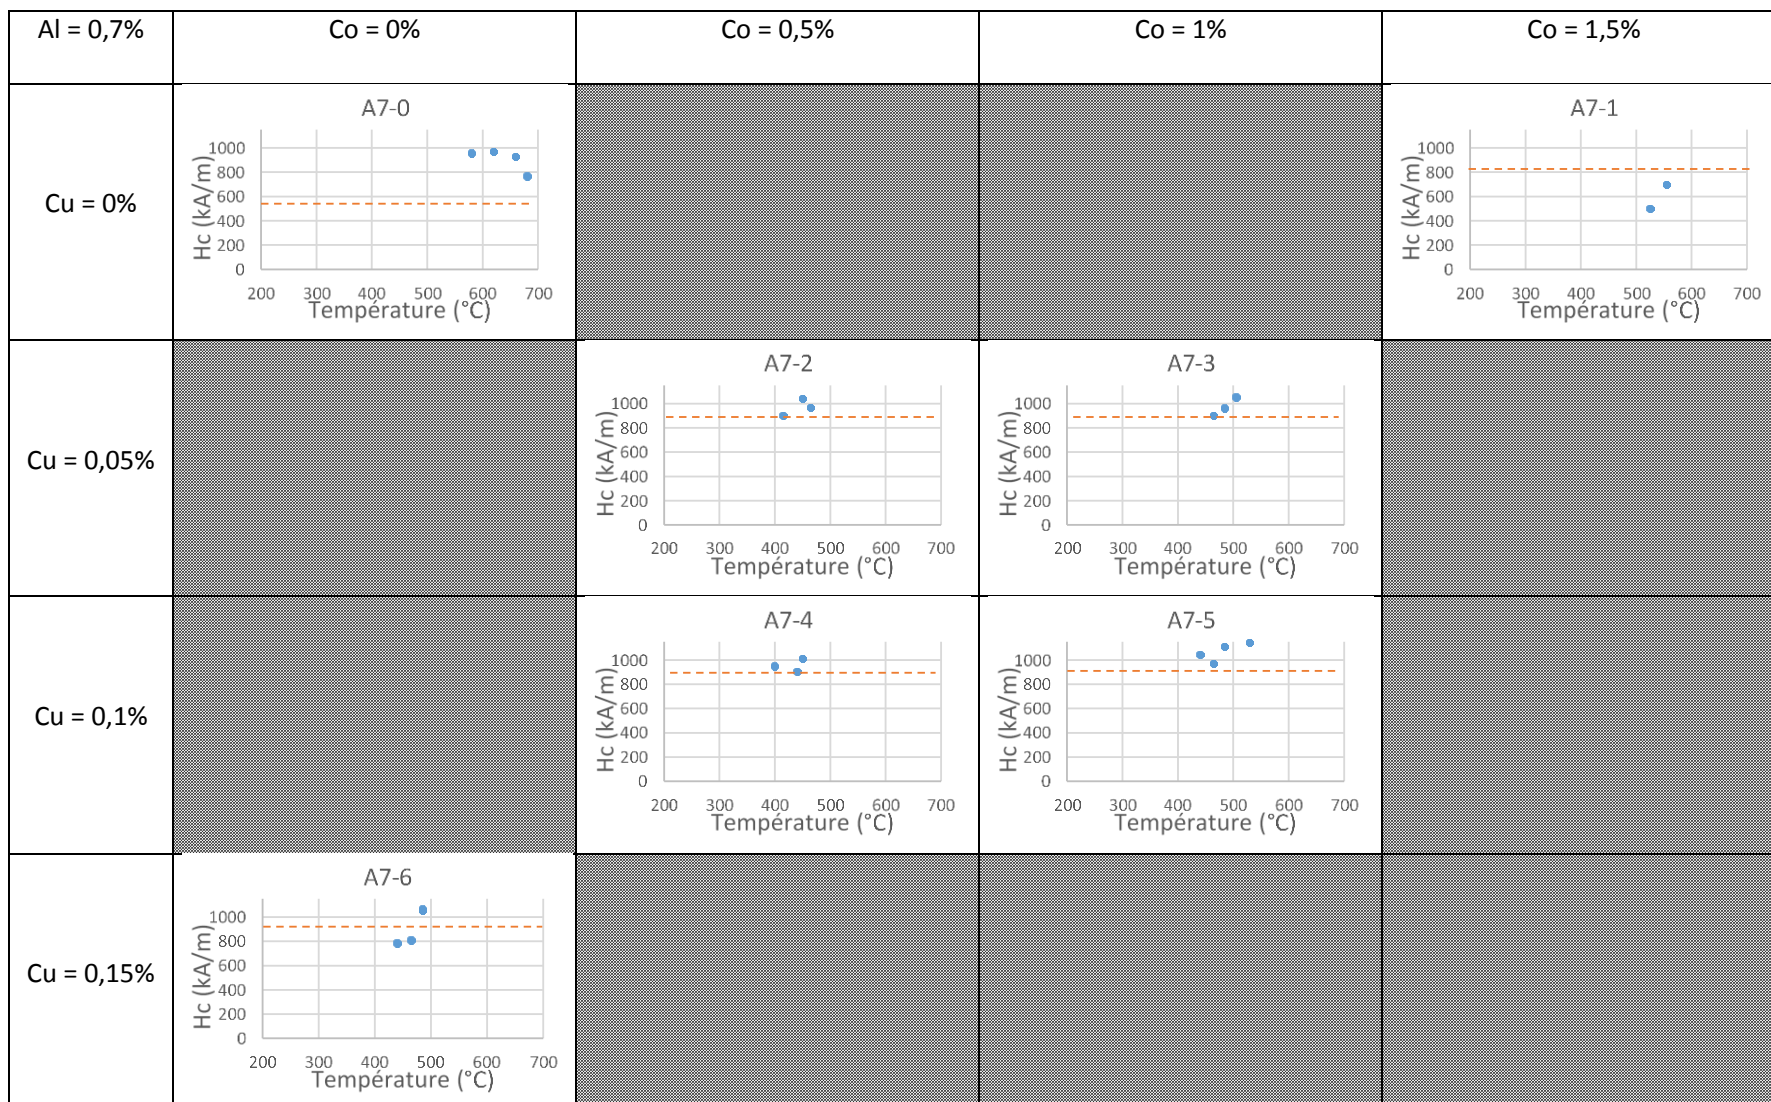 Al = 0,7% Co = 0% Co = 0,5% Co = 1% Co = 1,5%
Cu = 0%
A7-0
Hc (kA/m)
1000
800
600
400
200
0
200 300 400 500 600 700
Température (°C)
A7-1
Hc (kA/m)
1000
800
600
400
200
0
200 300 400 500 600 700
Température (°C)
Cu = 0,05%
A7-2
Hc (kA/m)
1000
800
600
400
200
0
200 300 400 500 600 700
Température (°C)
A7-3
Hc (kA/m)
1000
800
600
400
200
0
200 300 400 500 600 700
Température (°C)
Cu = 0,1%
A7-4
Hc (kA/m)
1000
800
600
400
200
0
200 300 400 500 600 700
Température (°C)
A7-5
Hc (kA/m)
1000
800
600
400
200
0
200 300 400 500 600 700
Température (°C)
Cu = 0,15%
A7-6
Hc (kA/m)
1000
800
600
400
200
0
200 300 400 500 600 700
Température (°C)